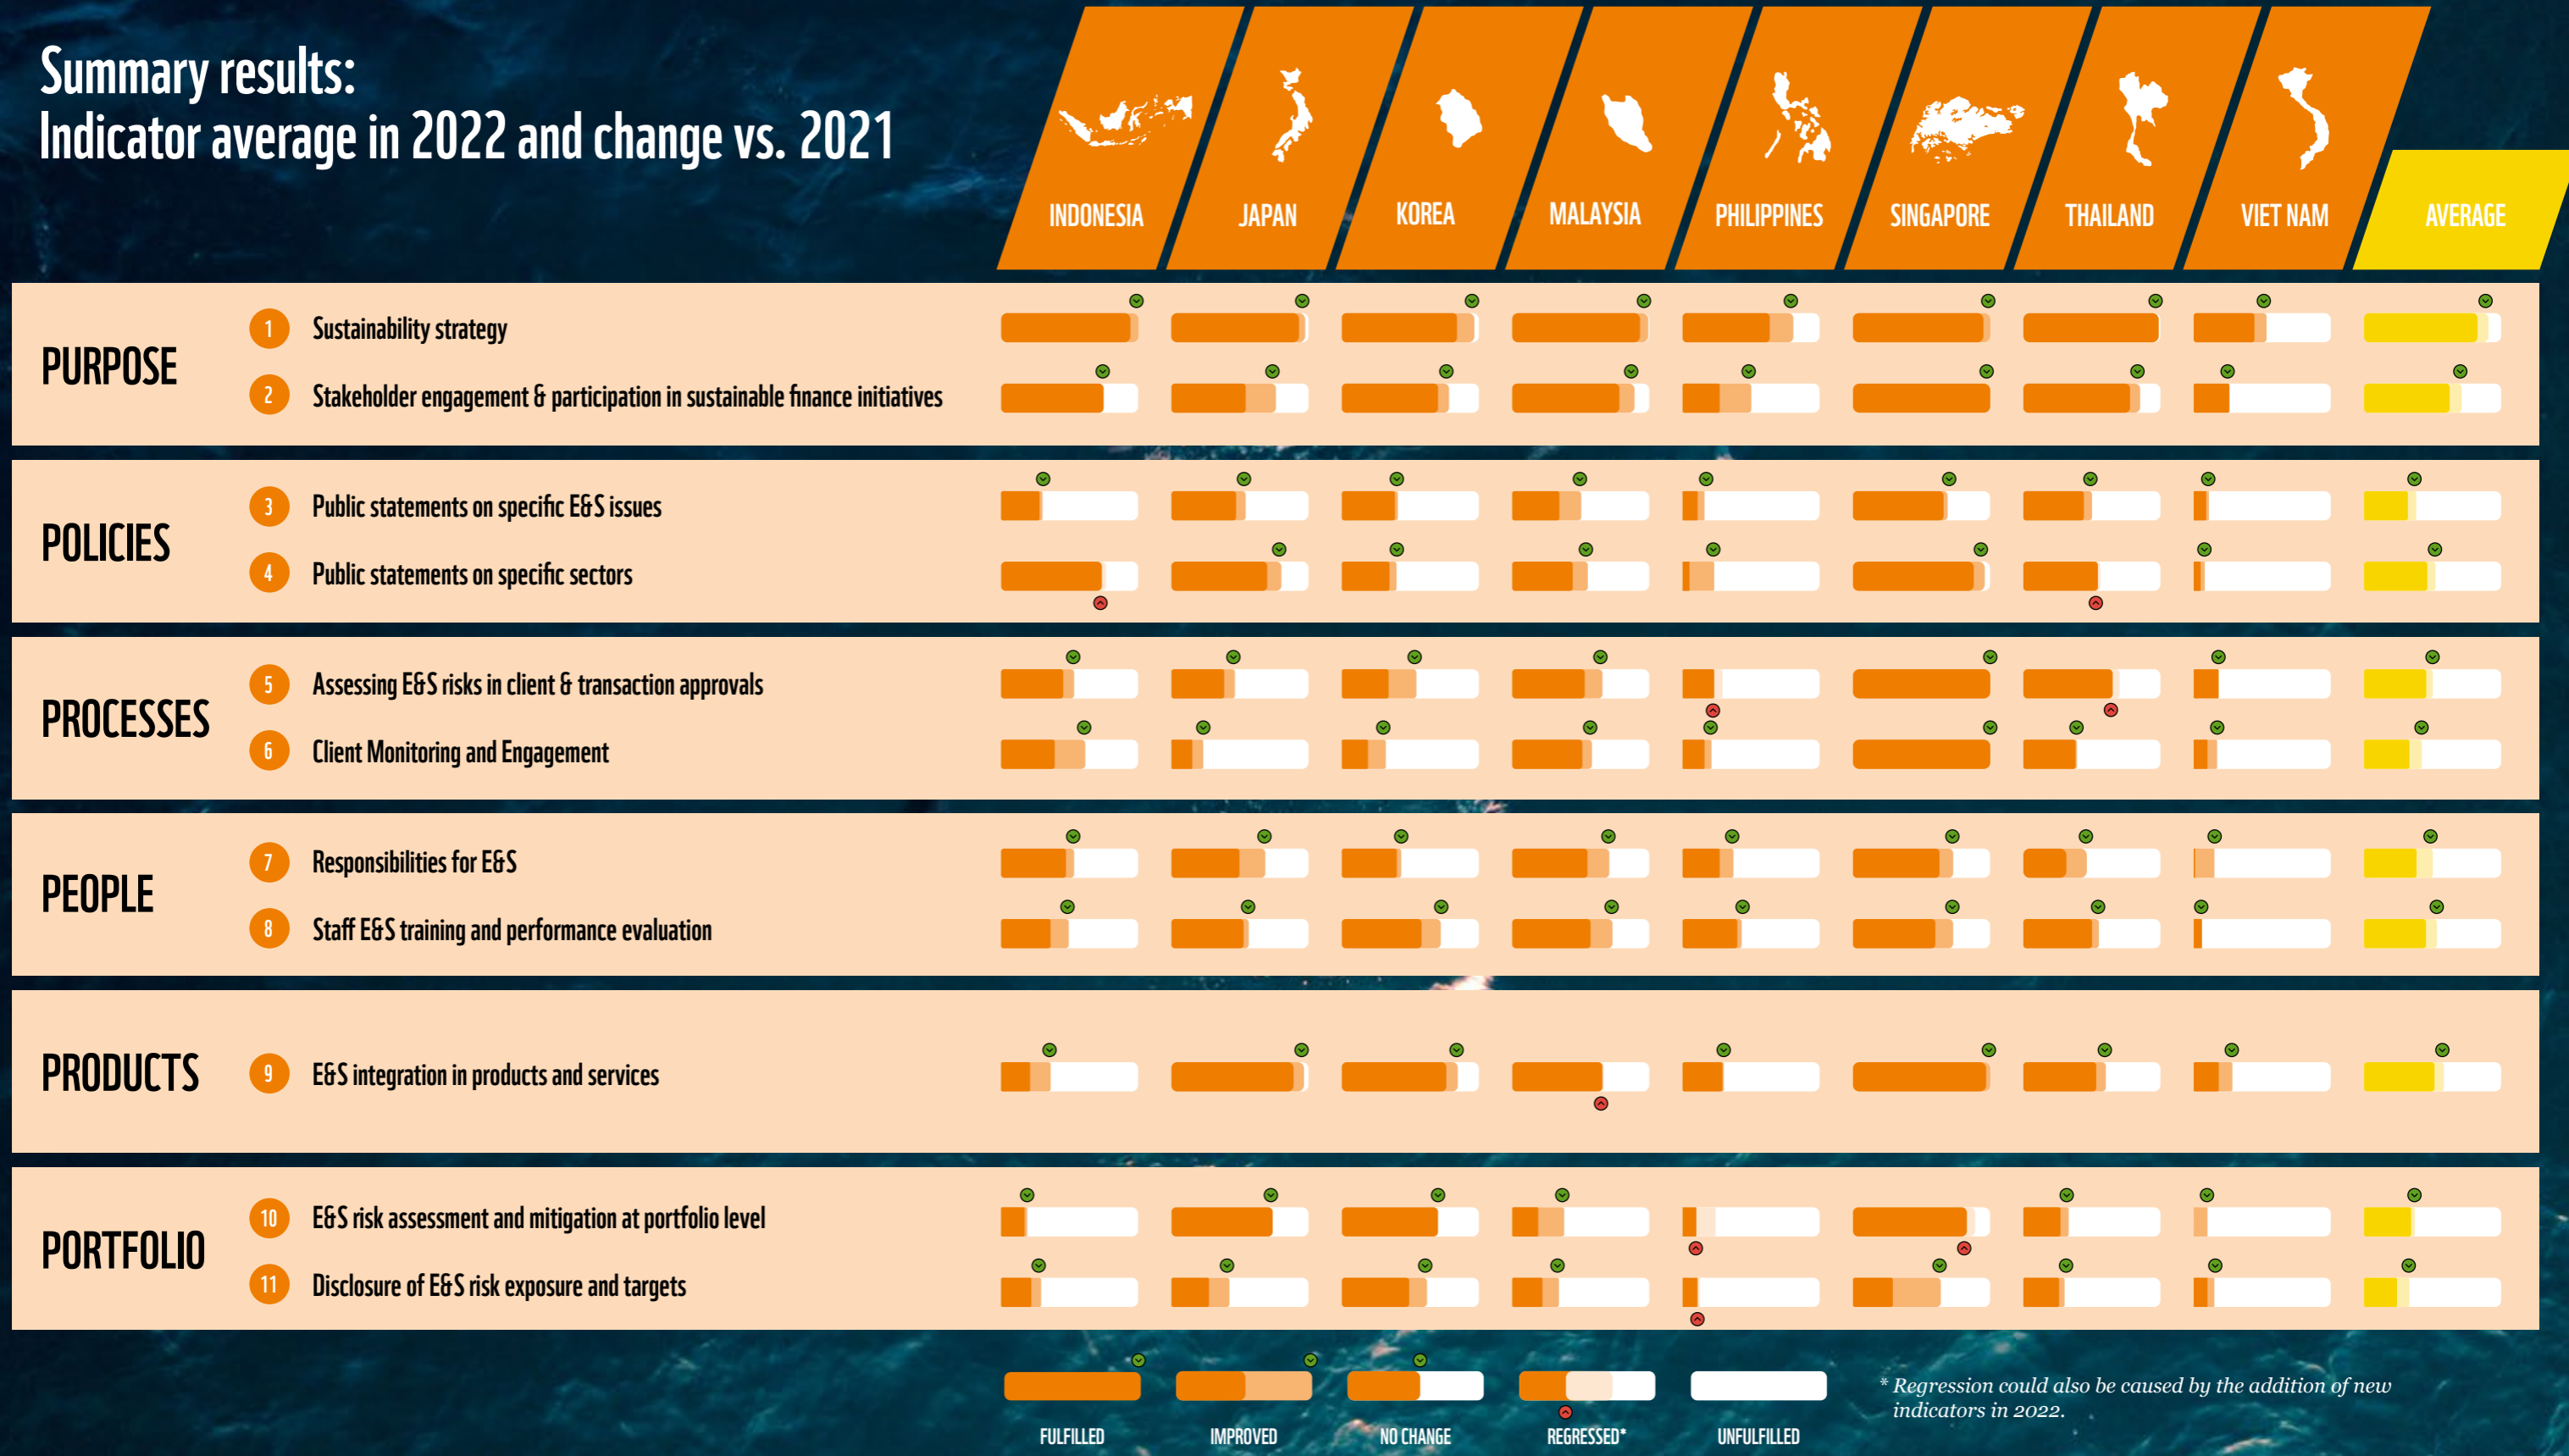 Summary results:
Indicator average in 2022 and change vs. 2021
INDONESIA
JAPAN
KOREA
MALAYSIA
PHILIPPINES
SINGAPORE
THAILAND
VIET NAM
AVERAGE
PURPOSE
1 Sustainability strategy
2 Stakeholder engagement & participation in sustainable finance initiatives
POLICIES
3 Public statements on specific E&S issues
4 Public statements on specific sectors
PROCESSES
5 Assessing E&S risks in client & transaction approvals
6 Client Monitoring and Engagement
PEOPLE
7 Responsibilities for E&S
8 Staff E&S training and performance evaluation
PRODUCTS
9 E&S integration in products and services
PORTFOLIO
10 E&S risk assessment and mitigation at portfolio level
11 Disclosure of E&S risk exposure and targets
FULFILLED
IMPROVED
NO CHANGE
REGRESSED*
UNFULFILLED
* Regression could also be caused by the addition of new
indicators in 2022.